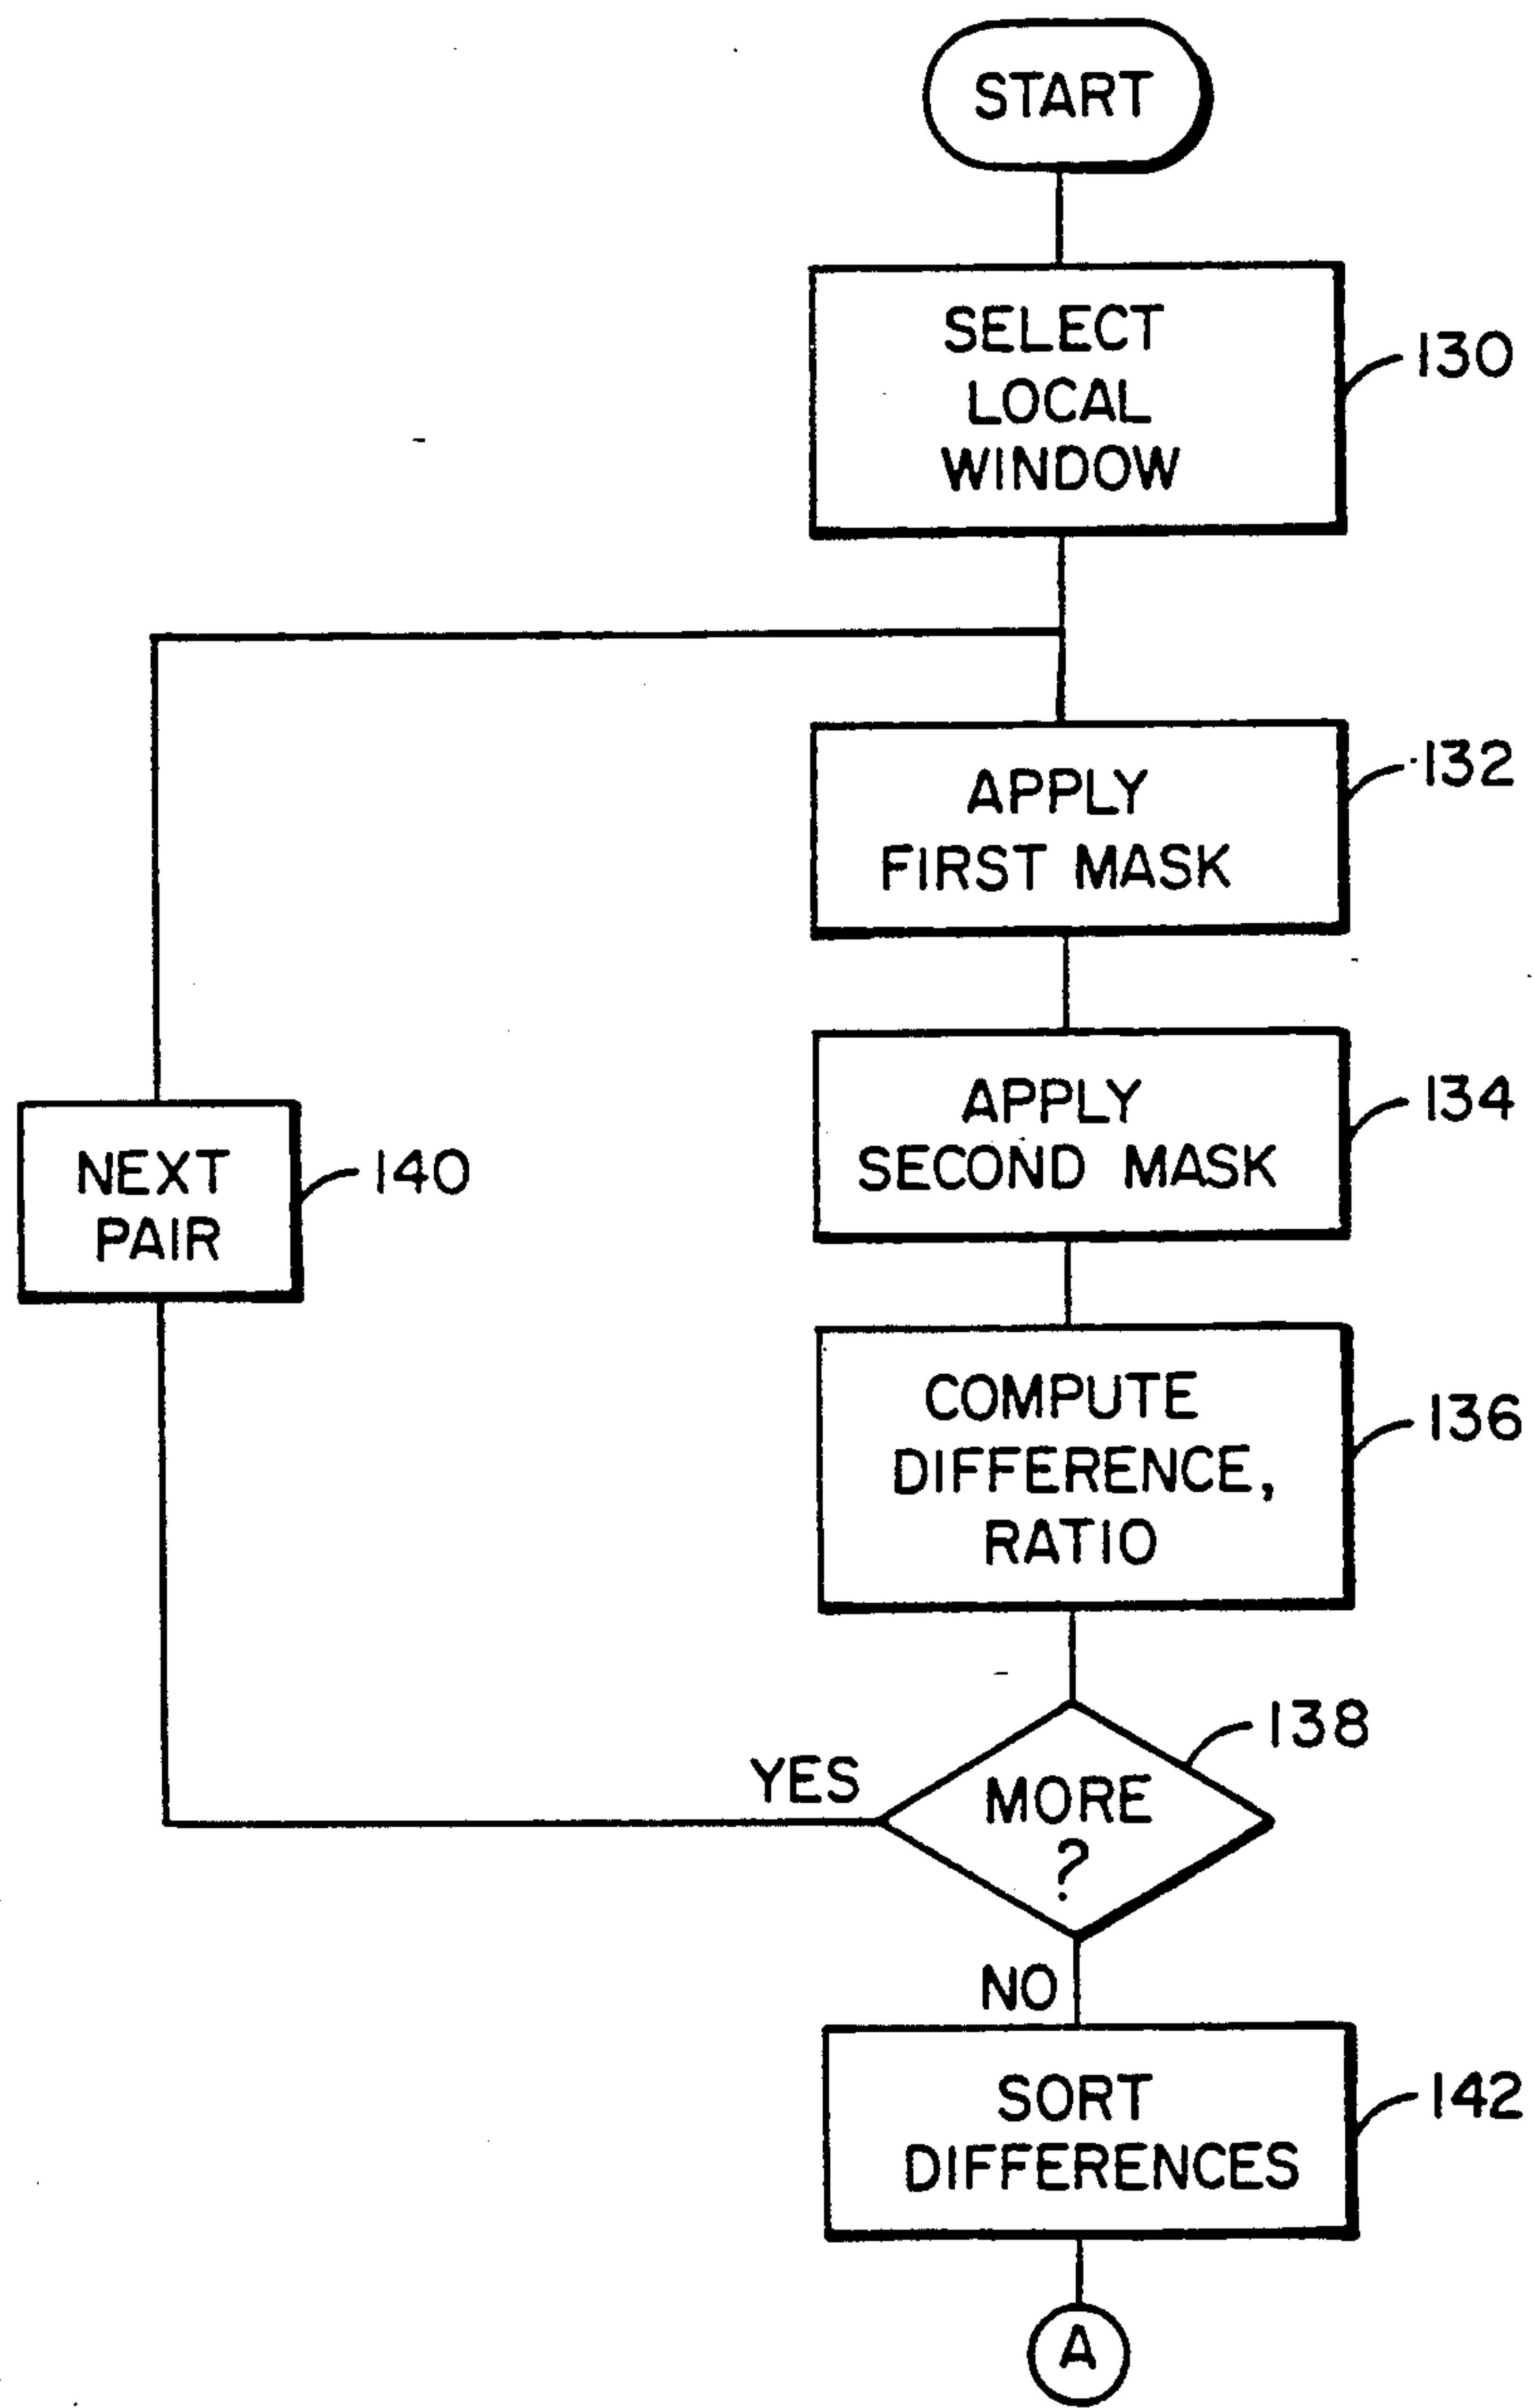 START
SELECT
LOCAL
WINDOW
130
APPLY
FIRST MASK
132
APPLY
SECOND MASK
134
NEXT
PAIR
140
COMPUTE
DIFFERENCE,
RATIO
136
MORE
?
138
YES
NO
SORT
DIFFERENCES
142
A